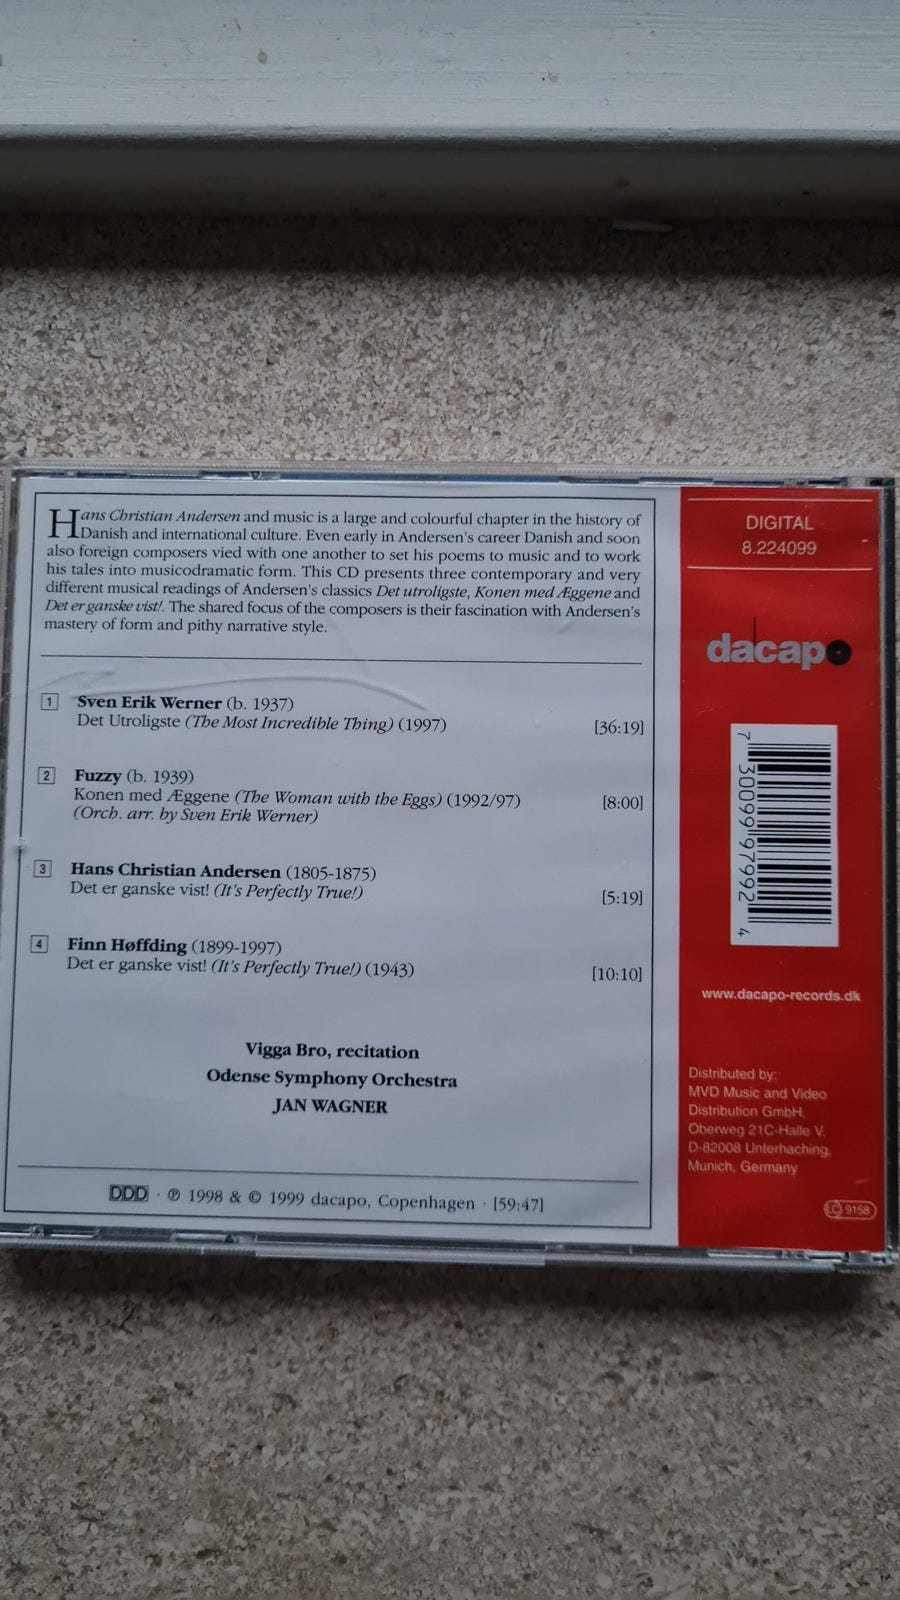 Hans Christian Andersen and music is a large and colourful chapter in the history of
Danish and international culture. Even early in Andersen's career Danish and soon
also foreign composers vied with one another to set his poems to music and to work
his tales into musicodramatic form. This CD presents three contemporary and very
different musical readings of Andersen's classics Det utroligste, Konen med Æggene and
Det er ganske vist!. The shared focus of the composers is their fascination with Andersen's
mastery of form and pithy narrative style.
1 Sven Erik Werner (b. 1937)
Det Utroligste (The Most Incredible Thing) (1997) [36:19]
2 Fuzzy (b. 1939)
Konen med Æggene (The Woman with the Eggs) (1992/97) [8:00]
(Orch. arr. by Sven Erik Werner)
3 Hans Christian Andersen (1805-1875)
Det er ganske vist! (It's Perfectly True!) [5:19]
4 Finn Høffding (1899-1997)
Det er ganske vist! (It's Perfectly True!) (1943) [10:10]
Vigga Bro, recitation
Odense Symphony Orchestra
JAN WAGNER
DDD · ℗ 1998 & © 1999 dacapo, Copenhagen · [59:47]
DIGITAL
8.224099
dacapo
7 30099 97992 4
www.dacapo-records.dk
Distributed by:
MVD Music and Video
Distribution GmbH,
Oberweg 21C-Halle V.
D-82008 Unterhaching,
Munich, Germany
LC 9158